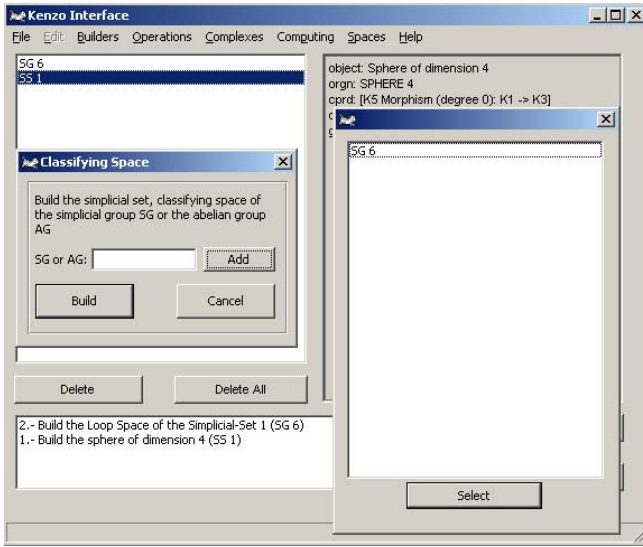 Kenzo Interface
File Edit Builders Operations Complexes Computing Spaces Help
SG 6
SS 1
object: Sphere of dimension 4
orgn: SPHERE 4
cprd: [K5 Morphism (degree 0): K1 -> K3]
Classifying Space
Build the simplicial set, classifying space of
the simplicial group SG or the abelian group
AG
SG or AG:
Add
Build
Cancel
SG 6
Select
Delete
Delete All
2.- Build the Loop Space of the Simplicial-Set 1 (SG 6)
1.- Build the sphere of dimension 4 (SS 1)